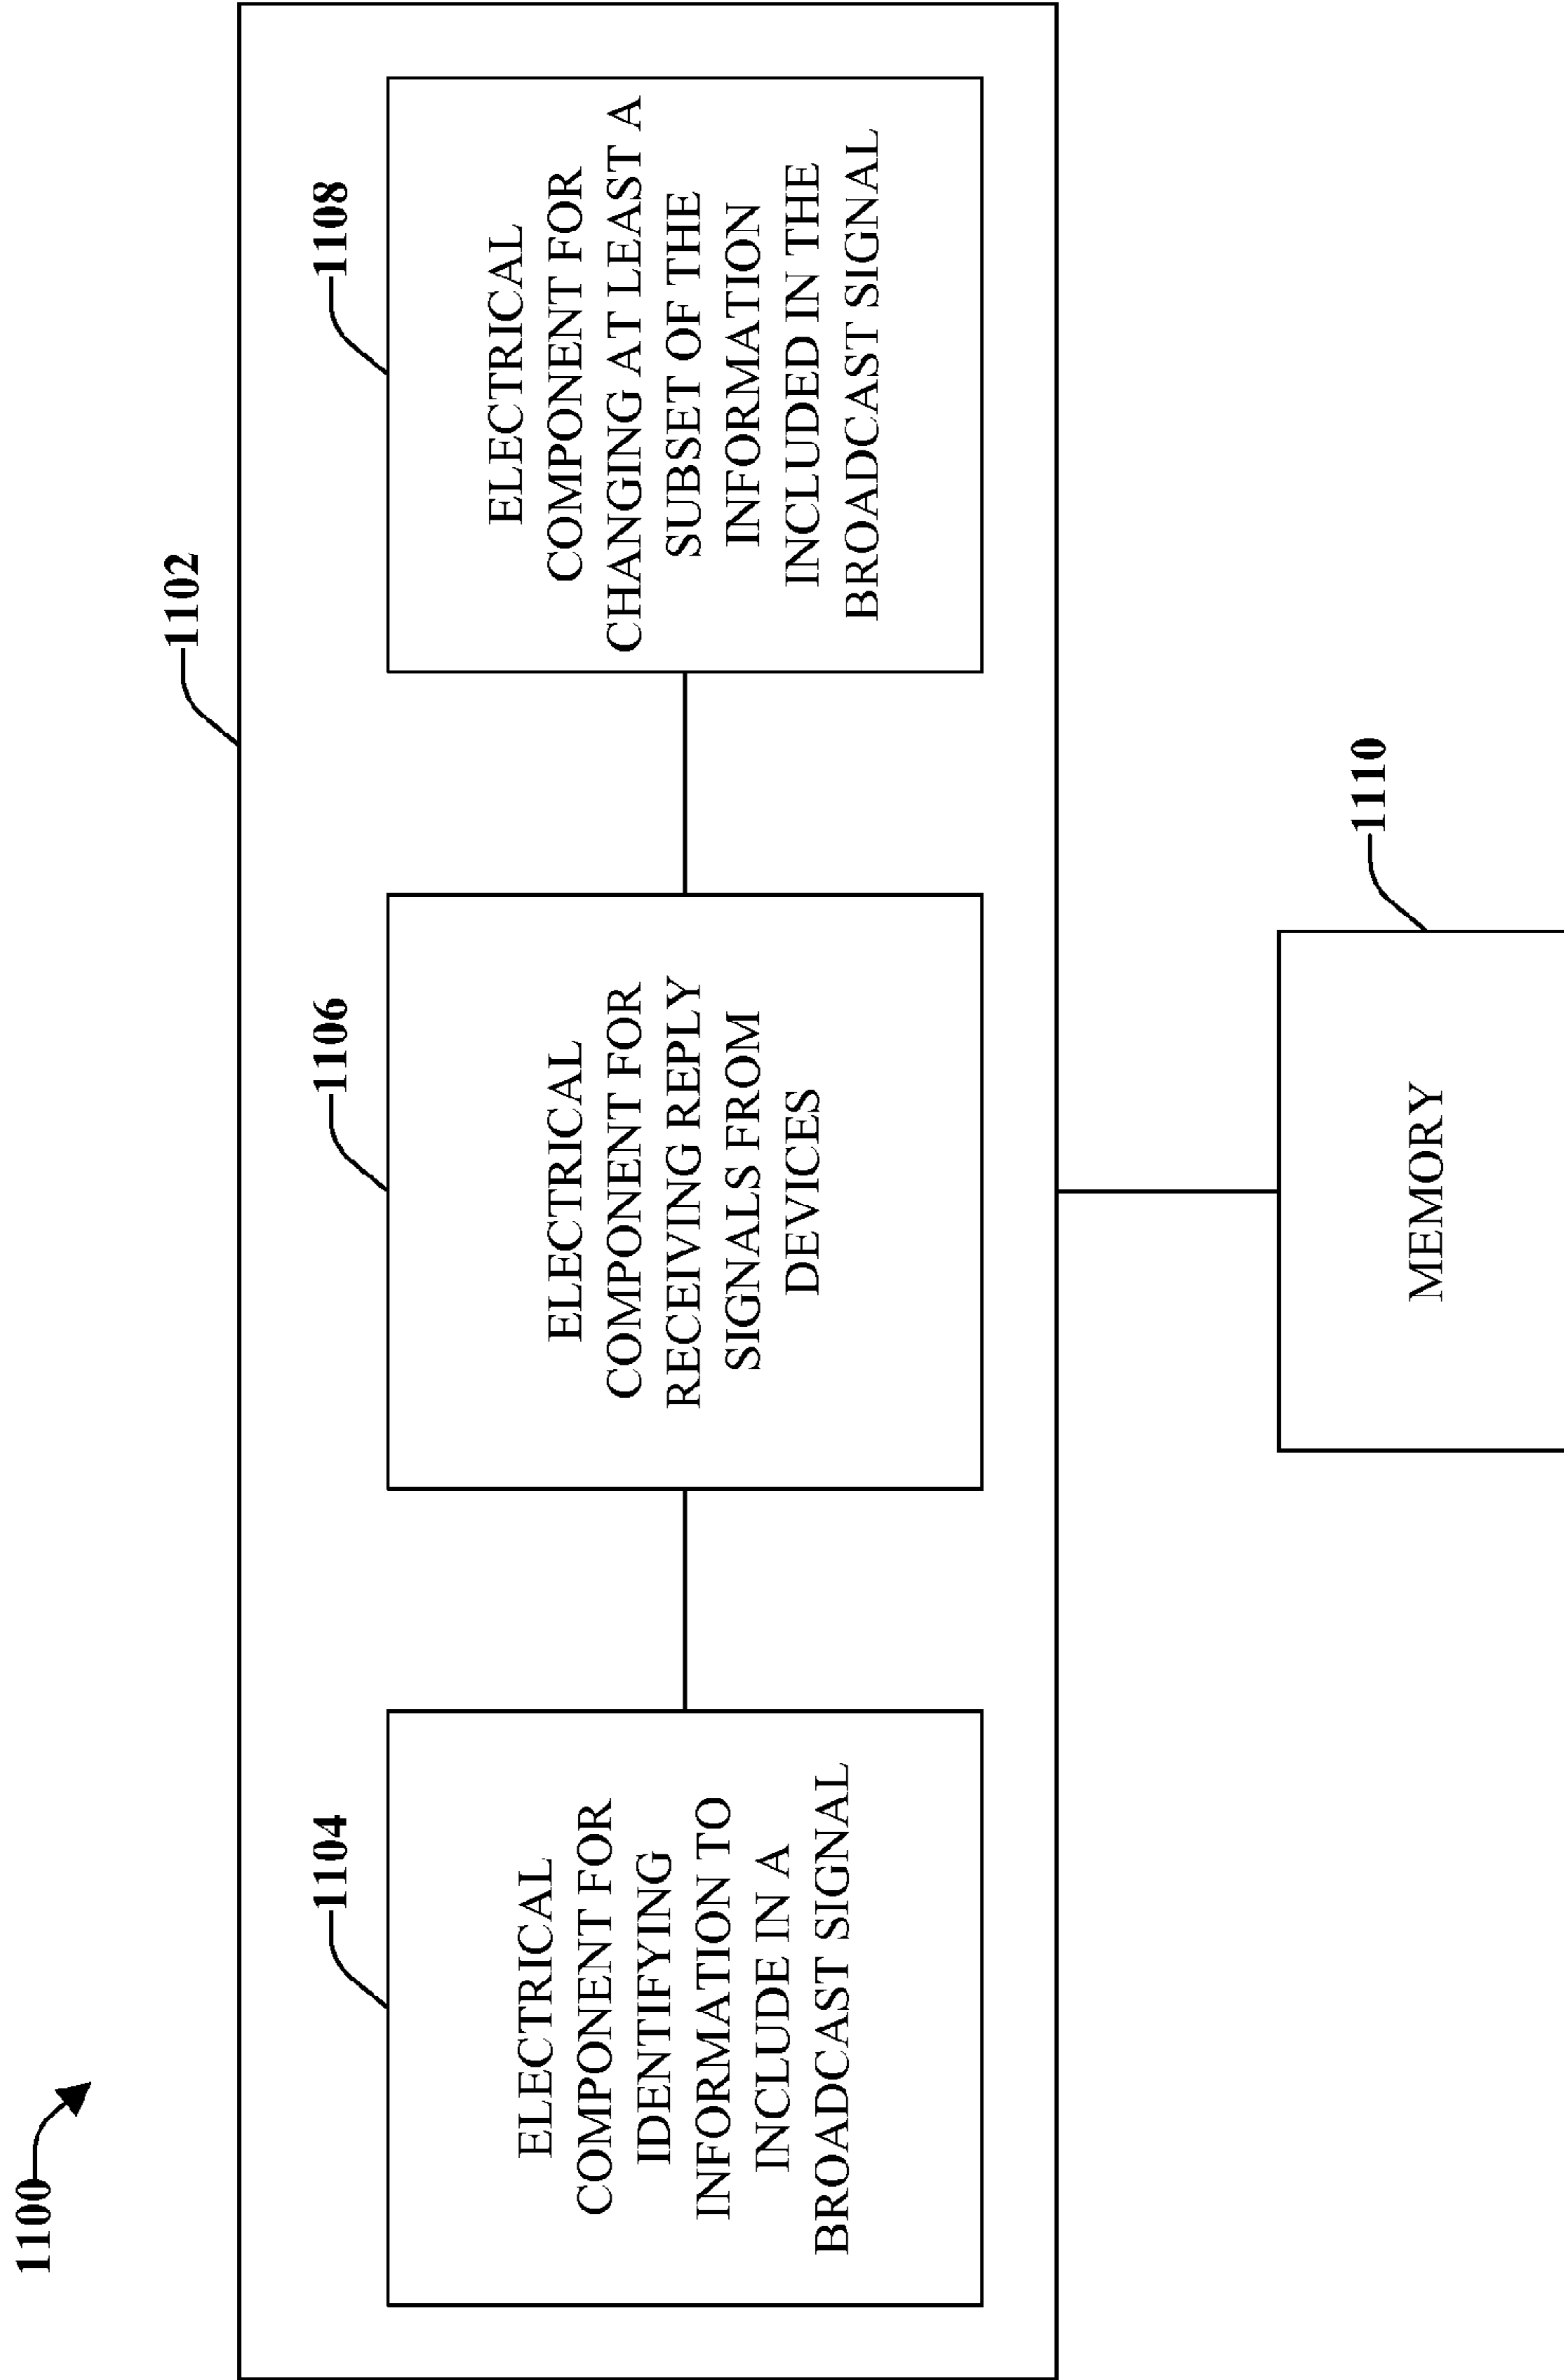 1100
1102
1104
ELECTRICAL
COMPONENT FOR
IDENTIFYING
INFORMATION TO
INCLUDE IN A
BROADCAST SIGNAL
1106
ELECTRICAL
COMPONENT FOR
RECEIVING REPLY
SIGNALS FROM
DEVICES
1108
ELECTRICAL
COMPONENT FOR
CHANGING AT LEAST A
SUBSET OF THE
INFORMATION
INCLUDED IN THE
BROADCAST SIGNAL
1110
MEMORY